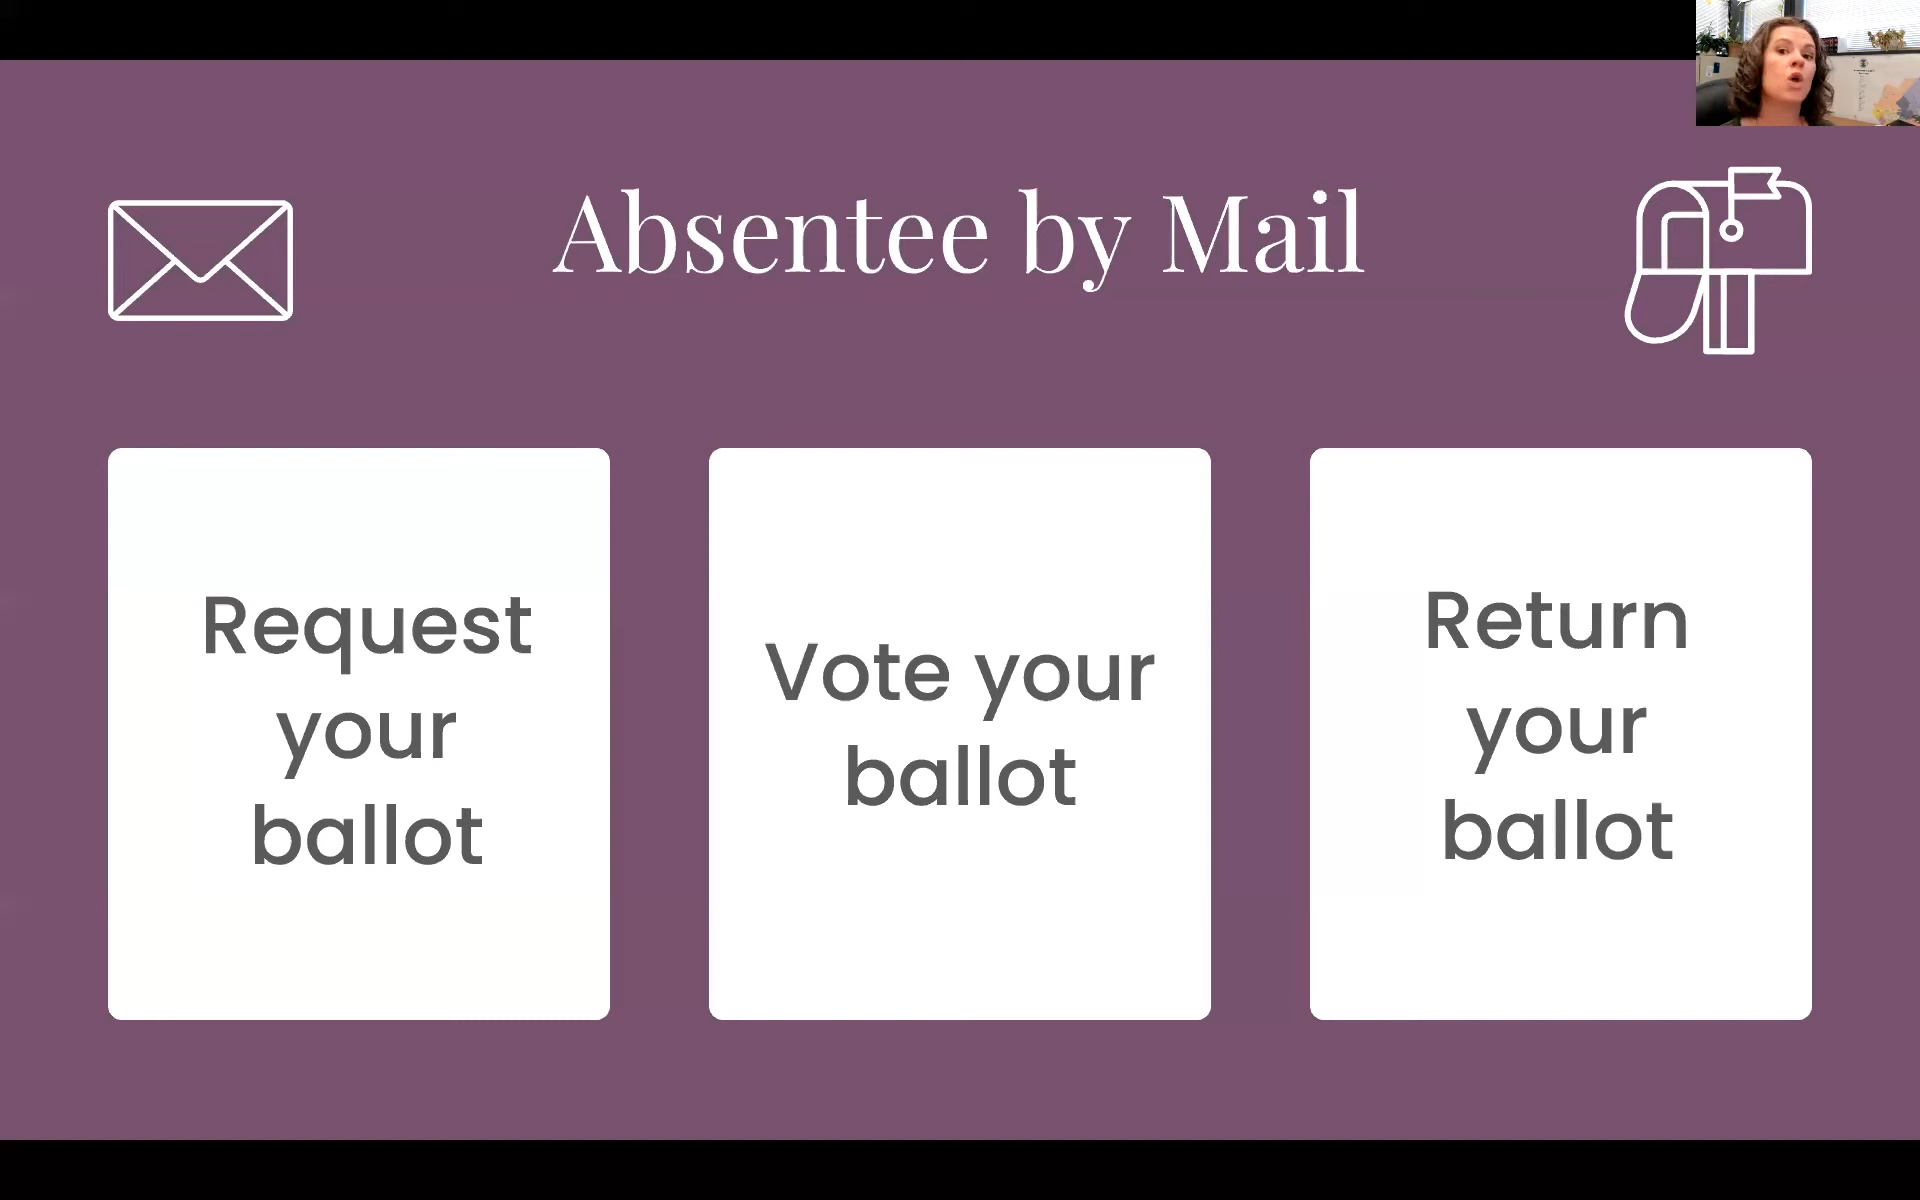 Absentee by Mail
Request
your
ballot
Vote your
ballot
Return
your
ballot